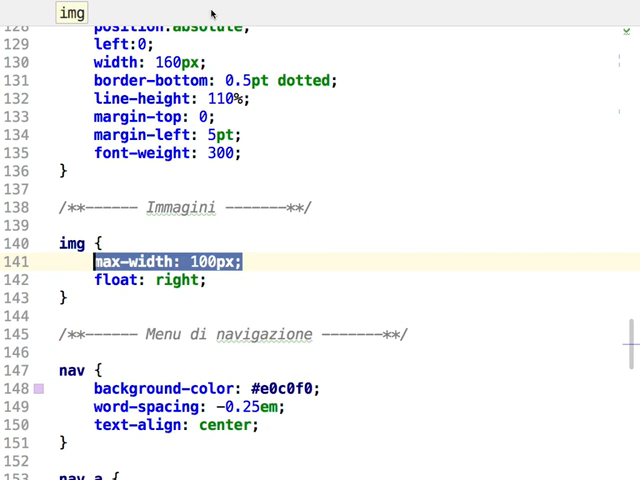 img
128 position:absolute;
129 left:0;
130 width: 160px;
131 border-bottom: 0.5pt dotted;
132 line-height: 110%;
133 margin-top: 0;
134 margin-left: 5pt;
135 font-weight: 300;
136 }
137
138 /**------ Immagini -------**/
139
140 img {
141 max-width: 100px;
142 float: right;
143 }
144
145 /**------ Menu di navigazione -------**/
146
147 nav {
148 background-color: #e0c0f0;
149 word-spacing: -0.25em;
150 text-align: center;
151 }
152
153 nav a {